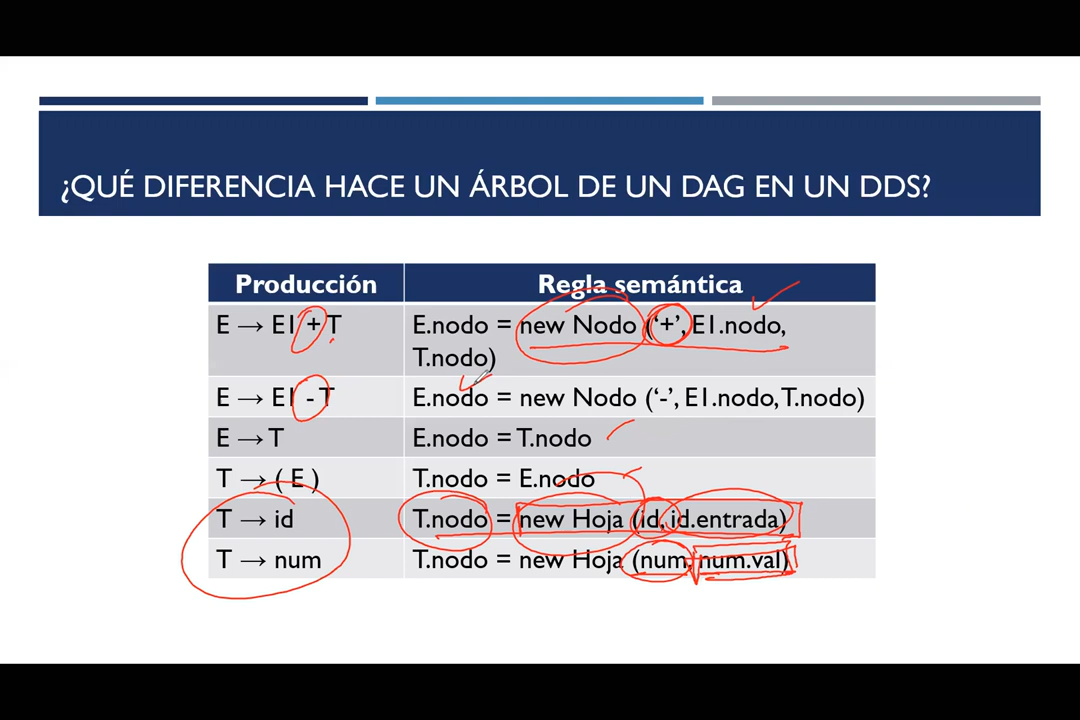 ¿QUÉ DIFERENCIA HACE UN ÁRBOL DE UN DAG EN UN DDS?
Producción Regla semántica
E → E1 + T E.nodo = new Nodo (‘+’, E1.nodo,
T.nodo)
E → E1 - T E.nodo = new Nodo (‘-’, E1.nodo, T.nodo)
E → T E.nodo = T.nodo
T → ( E ) T.nodo = E.nodo
T → id T.nodo = new Hoja (id, id.entrada)
T → num T.nodo = new Hoja (num, num.val)